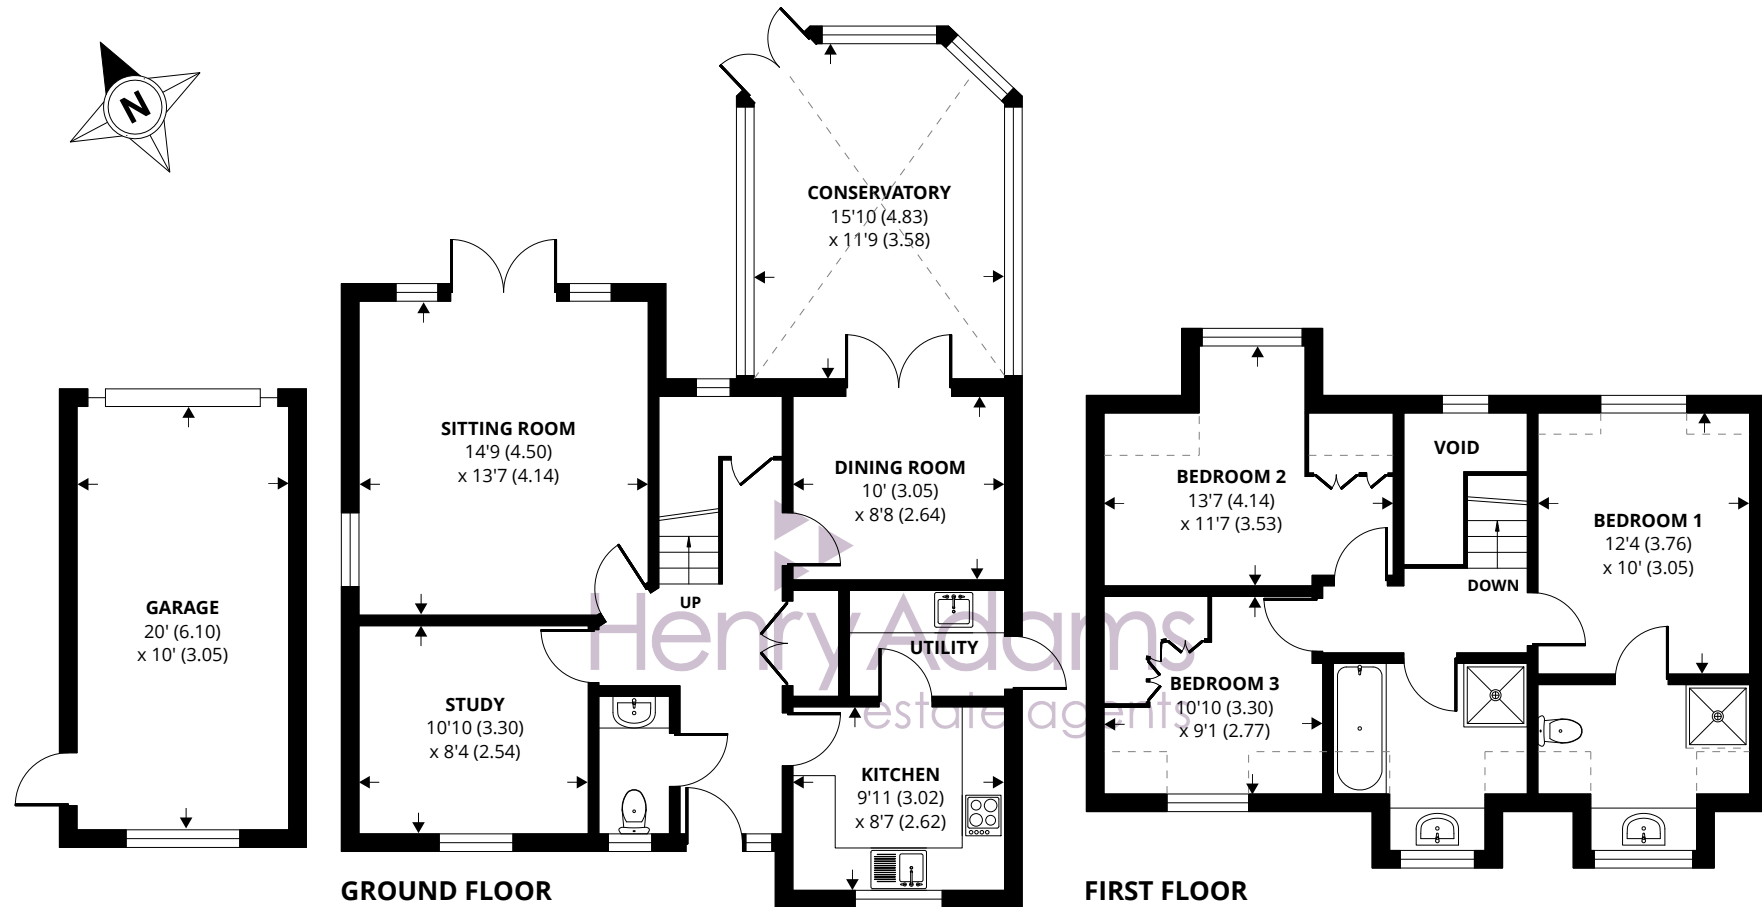 N
CONSERVATORY
15'10 (4.83)
x 11'9 (3.58)
SITTING ROOM
14'9 (4.50)
x 13'7 (4.14)
DINING ROOM
10' (3.05)
x 8'8 (2.64)
GARAGE
20' (6.10)
x 10' (3.05)
UP
UTILITY
STUDY
10'10 (3.30)
x 8'4 (2.54)
KITCHEN
9'11 (3.02)
x 8'7 (2.62)
GROUND FLOOR
VOID
BEDROOM 2
13'7 (4.14)
x 11'7 (3.53)
BEDROOM 1
12'4 (3.76)
x 10' (3.05)
DOWN
BEDROOM 3
10'10 (3.30)
x 9'1 (2.77)
FIRST FLOOR
Henry Adams
estate agents